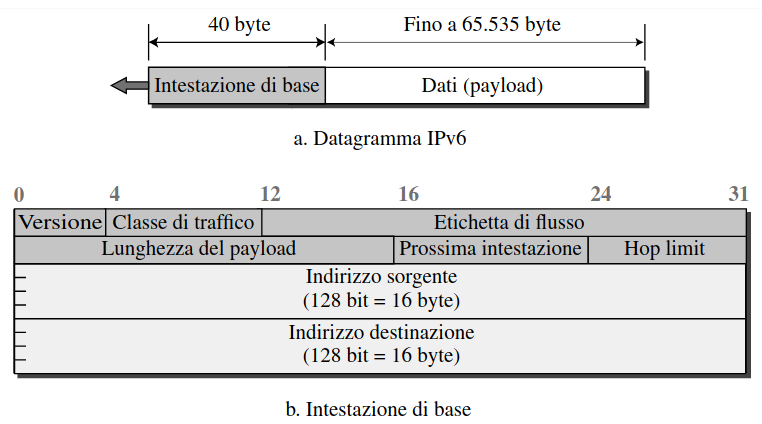 40 byte
Fino a 65.535 byte
Intestazione di base
Dati (payload)
a. Datagramma IPv6
0 4 12 16 24 31
Versione Classe di traffico Etichetta di flusso
Lunghezza del payload Prossima intestazione Hop limit
Indirizzo sorgente
(128 bit = 16 byte)
Indirizzo destinazione
(128 bit = 16 byte)
b. Intestazione di base